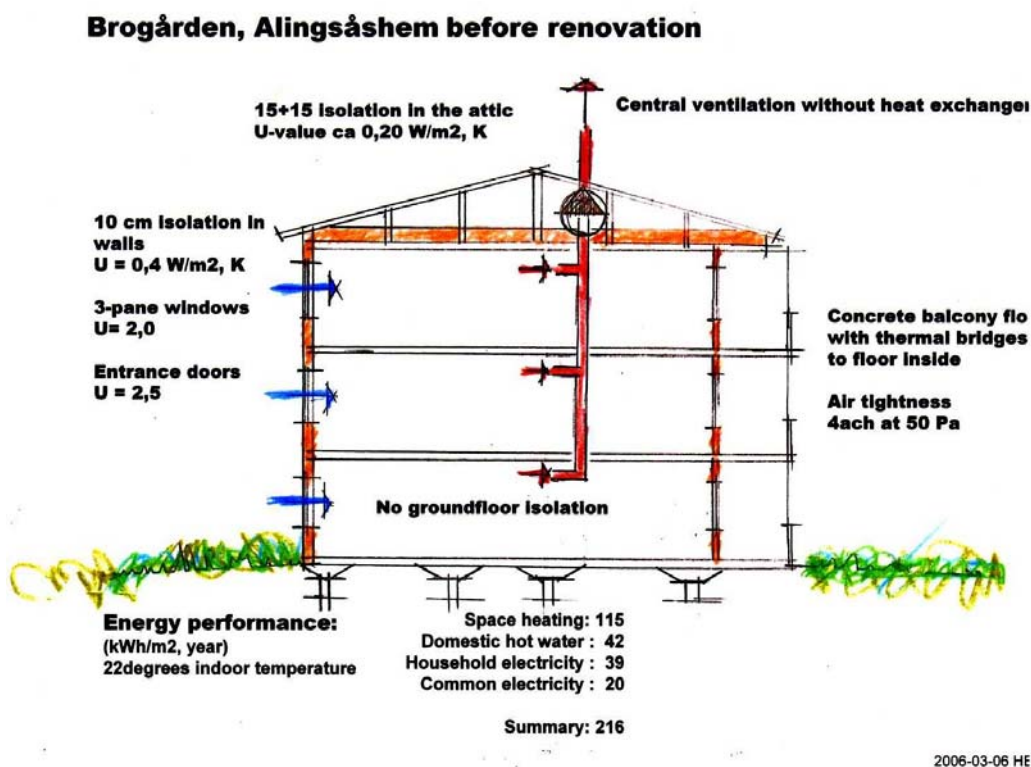 Brogården, Alingsåshem before renovation
15+15 isolation in the attic
U-value ca 0,20 W/m2, K
Central ventilation without heat exchanger
10 cm isolation in
walls
U = 0,4 W/m2, K
3-pane windows
U= 2,0
Entrance doors
U = 2,5
Concrete balcony flo
with thermal bridges
to floor inside
Air tightness
4ach at 50 Pa
No groundfloor isolation
Energy performance:
(kWh/m2, year)
22degrees indoor temperature
Space heating: 115
Domestic hot water : 42
Household electricity : 39
Common electricity : 20
Summary: 216
2006-03-06 HE